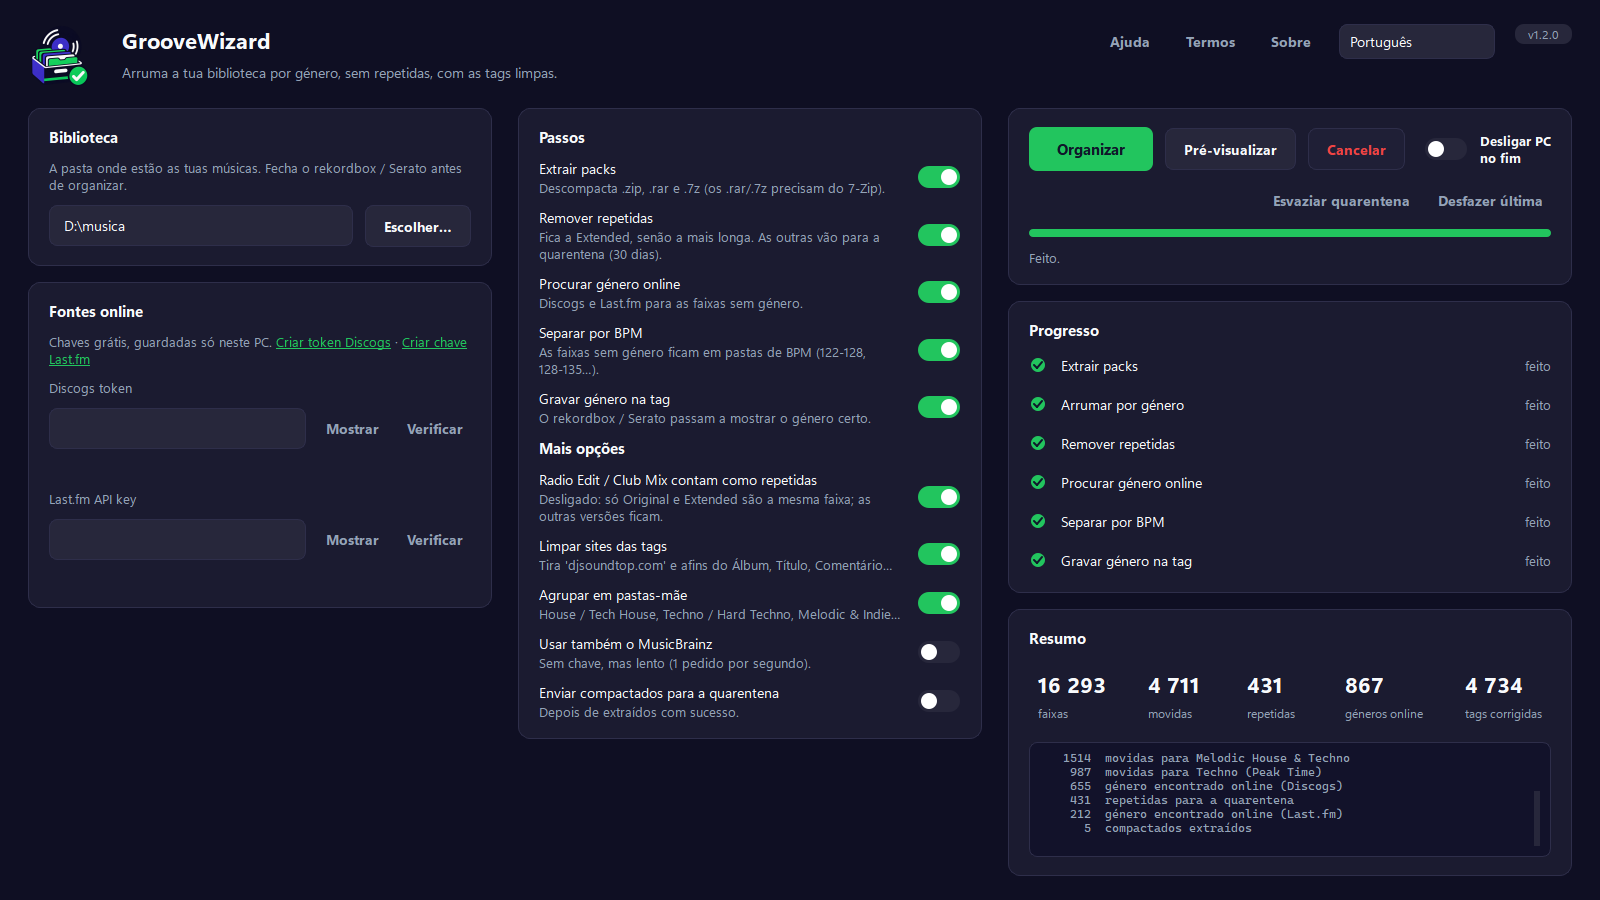 GrooveWizard
Arruma a tua biblioteca por género, sem repetidas, com as tags limpas.
Ajuda
Termos
Sobre
Português
v1.2.0
Biblioteca
A pasta onde estão as tuas músicas. Fecha o rekordbox / Serato antes
de organizar.
D:\musica
Escolher...
Fontes online
Chaves grátis, guardadas só neste PC. Criar token Discogs · Criar chave
Last.fm
Discogs token
Mostrar
Verificar
Last.fm API key
Mostrar
Verificar
Passos
Extrair packs
Descompacta .zip, .rar e .7z (os .rar/.7z precisam do 7-Zip).
Remover repetidas
Fica a Extended, senão a mais longa. As outras vão para a
quarentena (30 dias).
Procurar género online
Discogs e Last.fm para as faixas sem género.
Separar por BPM
As faixas sem género ficam em pastas de BPM (122-128,
128-135...).
Gravar género na tag
O rekordbox / Serato passam a mostrar o género certo.
Mais opções
Radio Edit / Club Mix contam como repetidas
Desligado: só Original e Extended são a mesma faixa; as
outras versões ficam.
Limpar sites das tags
Tira 'djsoundtop.com' e afins do Álbum, Título, Comentário...
Agrupar em pastas-mãe
House / Tech House, Techno / Hard Techno, Melodic & Indie...
Usar também o MusicBrainz
Sem chave, mas lento (1 pedido por segundo).
Enviar compactados para a quarentena
Depois de extraídos com sucesso.
Organizar
Pré-visualizar
Cancelar
Desligar PC
no fim
Esvaziar quarentena
Desfazer última
Feito.
Progresso
Extrair packs feito
Arrumar por género feito
Remover repetidas feito
Procurar género online feito
Separar por BPM feito
Gravar género na tag feito
Resumo
16 293 4 711 431 867 4 734
faixas movidas repetidas géneros online tags corrigidas
1514 movidas para Melodic House & Techno
987 movidas para Techno (Peak Time)
655 género encontrado online (Discogs)
431 repetidas para a quarentena
212 género encontrado online (Last.fm)
5 compactados extraídos